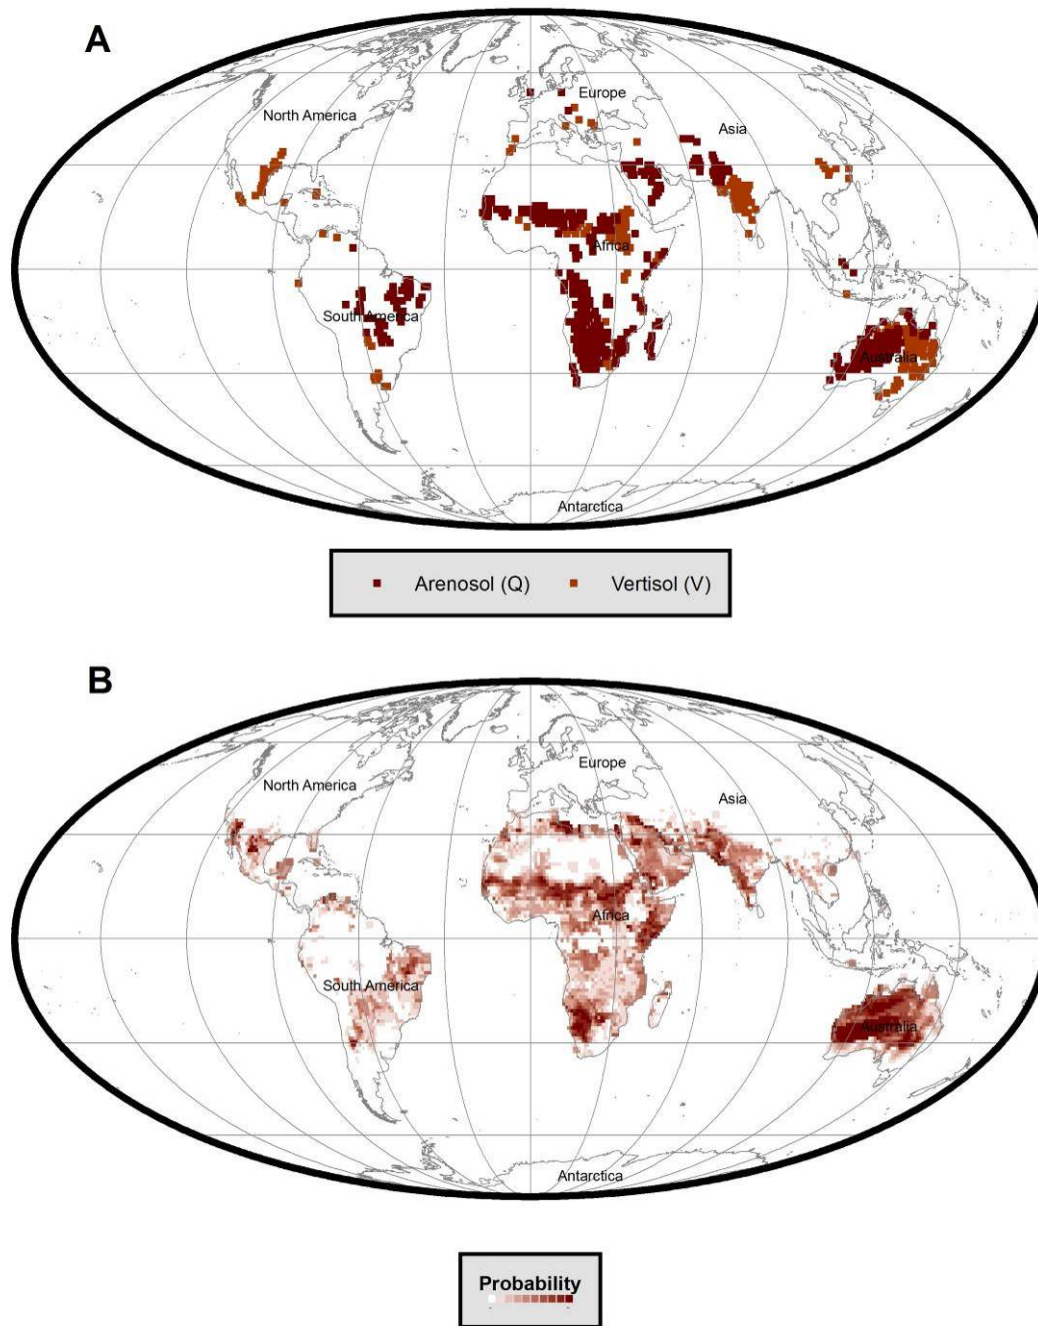 A
North America
Europe
Asia
Africa
South America
Australia
Antarctica
Arenosol (Q) Vertisol (V)
B
North America
Europe
Asia
Africa
South America
Australia
Antarctica
Probability